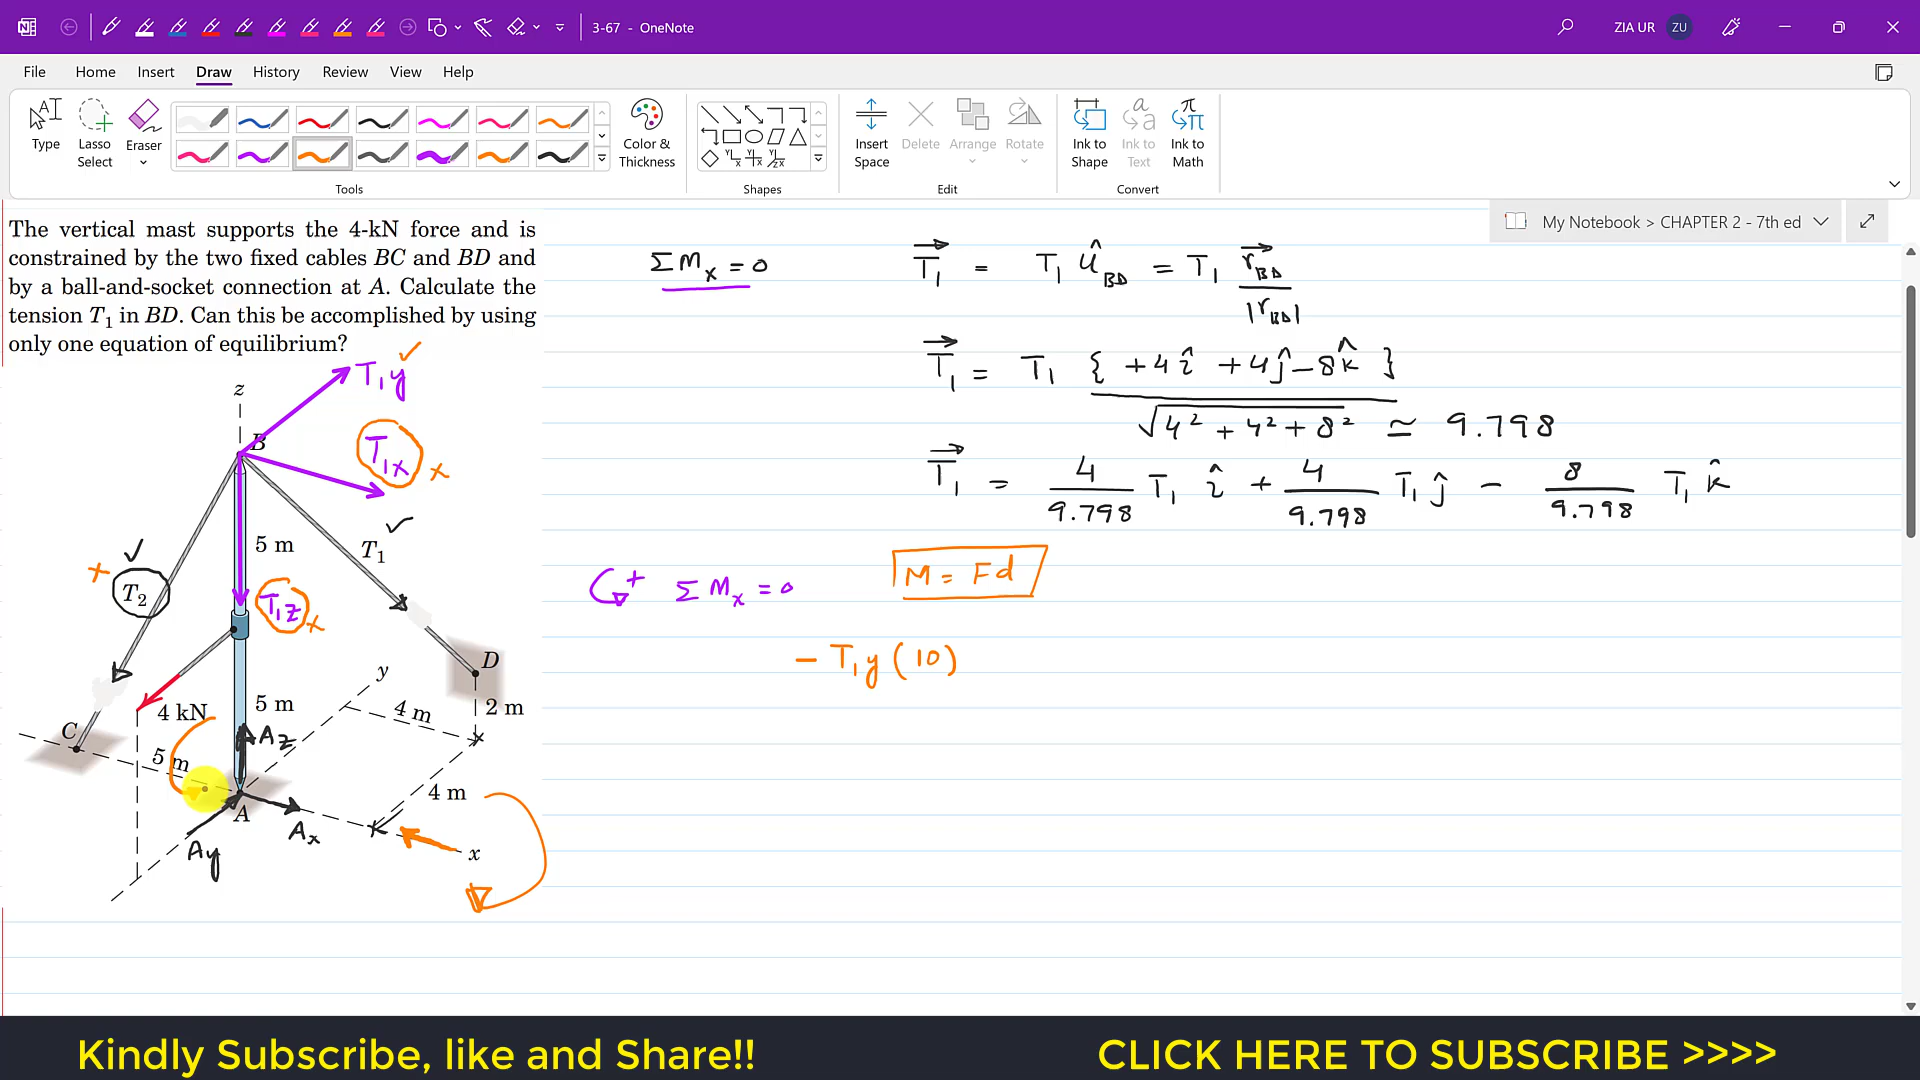 3-67 - OneNote
ZIA UR
ZU
File Home Insert Draw History Review View Help
Type
Lasso Select
Eraser
Color & Thickness
Insert Space
Delete
Arrange
Rotate
Ink to Shape
Ink to Text
Ink to Math
Tools
Shapes
Edit
Convert
My Notebook > CHAPTER 2 - 7th ed
The vertical mast supports the 4-kN force and is
constrained by the two fixed cables BC and BD and
by a ball-and-socket connection at A. Calculate the
tension T₁ in BD. Can this be accomplished by using
only one equation of equilibrium?
z
T₁y
B
T₁x
x
5 m
T₁
x
T₂
T₁z
x
D
y
4 m
2 m
4 kN
5 m
Az
C
5 m
4 m
A
Ax
x
Ay
ΣMx = 0
T₁ = T₁ û_BD = T₁ r_BD / |r_BD|
T₁ = T₁ { +4î +4ĵ -8k̂ }
√4² + 4² + 8² ≃ 9.798
T₁ = 4/9.798 T₁ î + 4/9.798 T₁ ĵ - 8/9.798 T₁ k̂
+ ΣMx = 0
M = Fd
- T₁y (10)
Kindly Subscribe, like and Share!!
CLICK HERE TO SUBSCRIBE >>>>